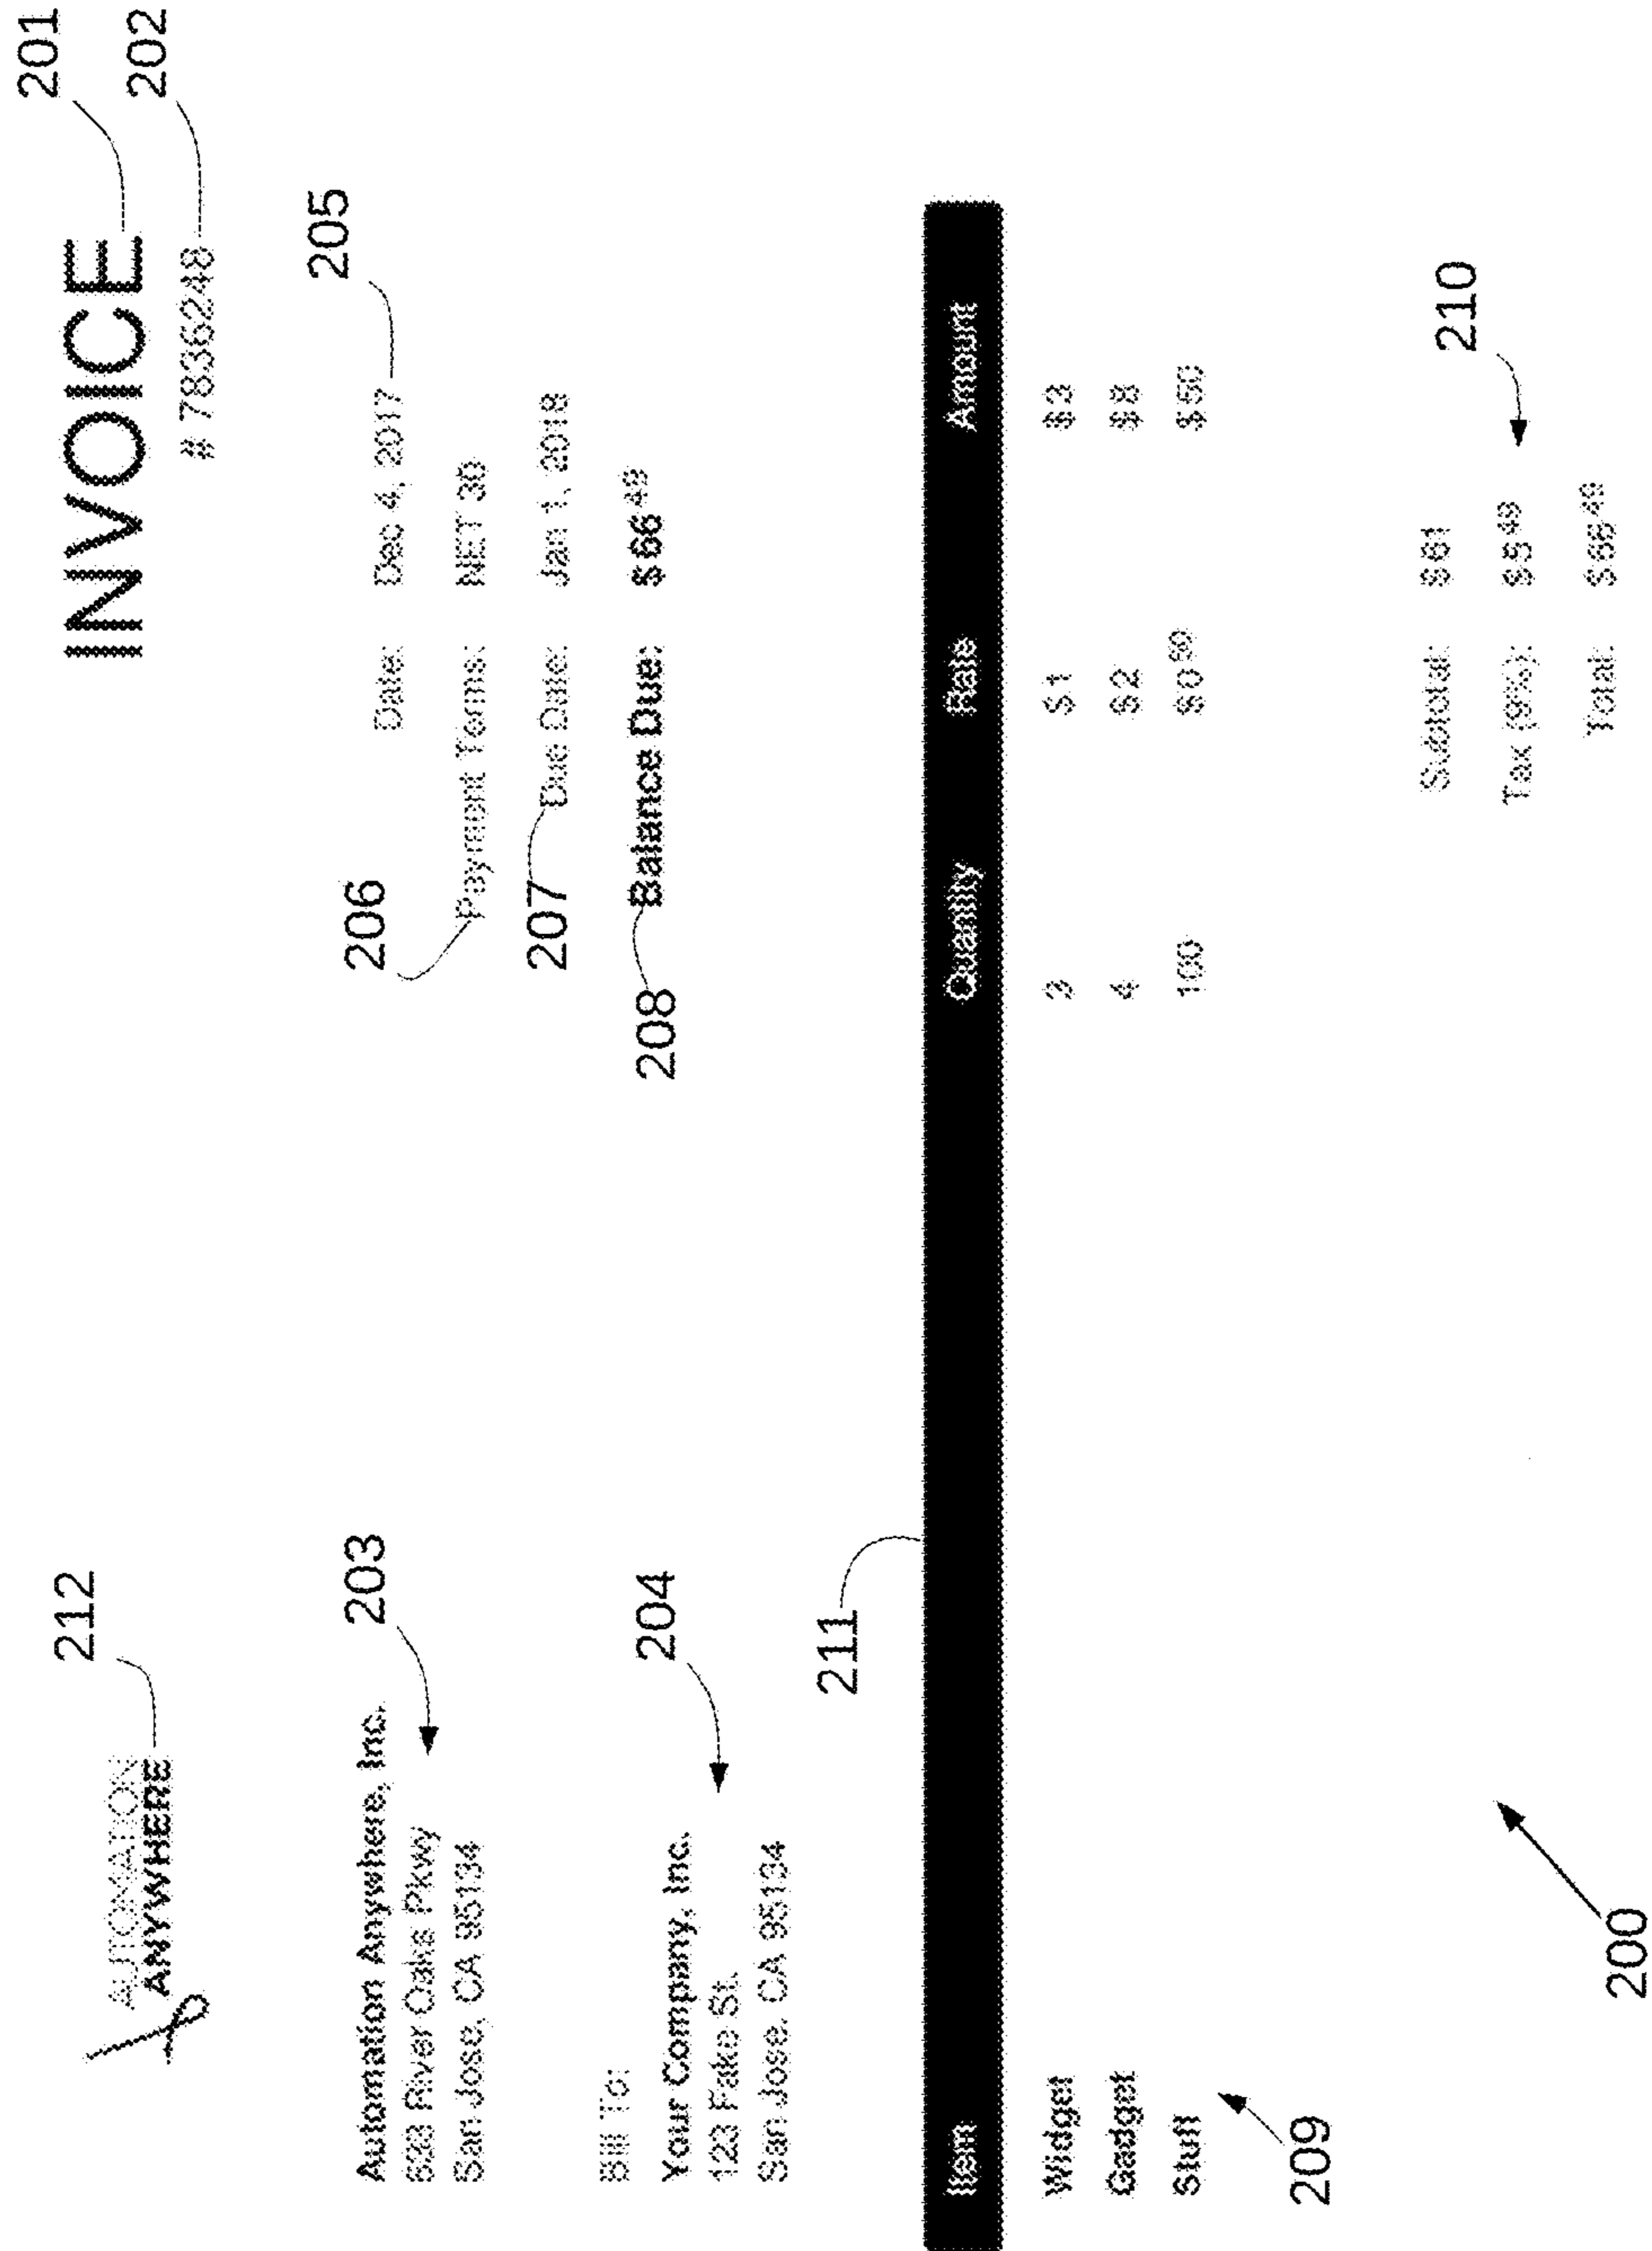 201
INVOICE
202
# 7836248
212
AUTOMATION
ANYWHERE
203
Automation Anywhere, Inc.
633 River Oaks Pkwy
San Jose, CA 95134
205
Date: Dec 4, 2017
206
Payment Terms: NET 30
207
Due Date: Jan 1, 2018
208
Balance Due: $66.49
204
Bill To:
Your Company, Inc.
123 Fake St.
San Jose, CA 95134
211
Item Quantity Rate Amount
Widget 3 $1 $3
Gadget 4 $2 $8
Stuff 100 $0.50 $50
209
210
Subtotal: $61
Tax (9%): $5.49
Total: $66.49
200